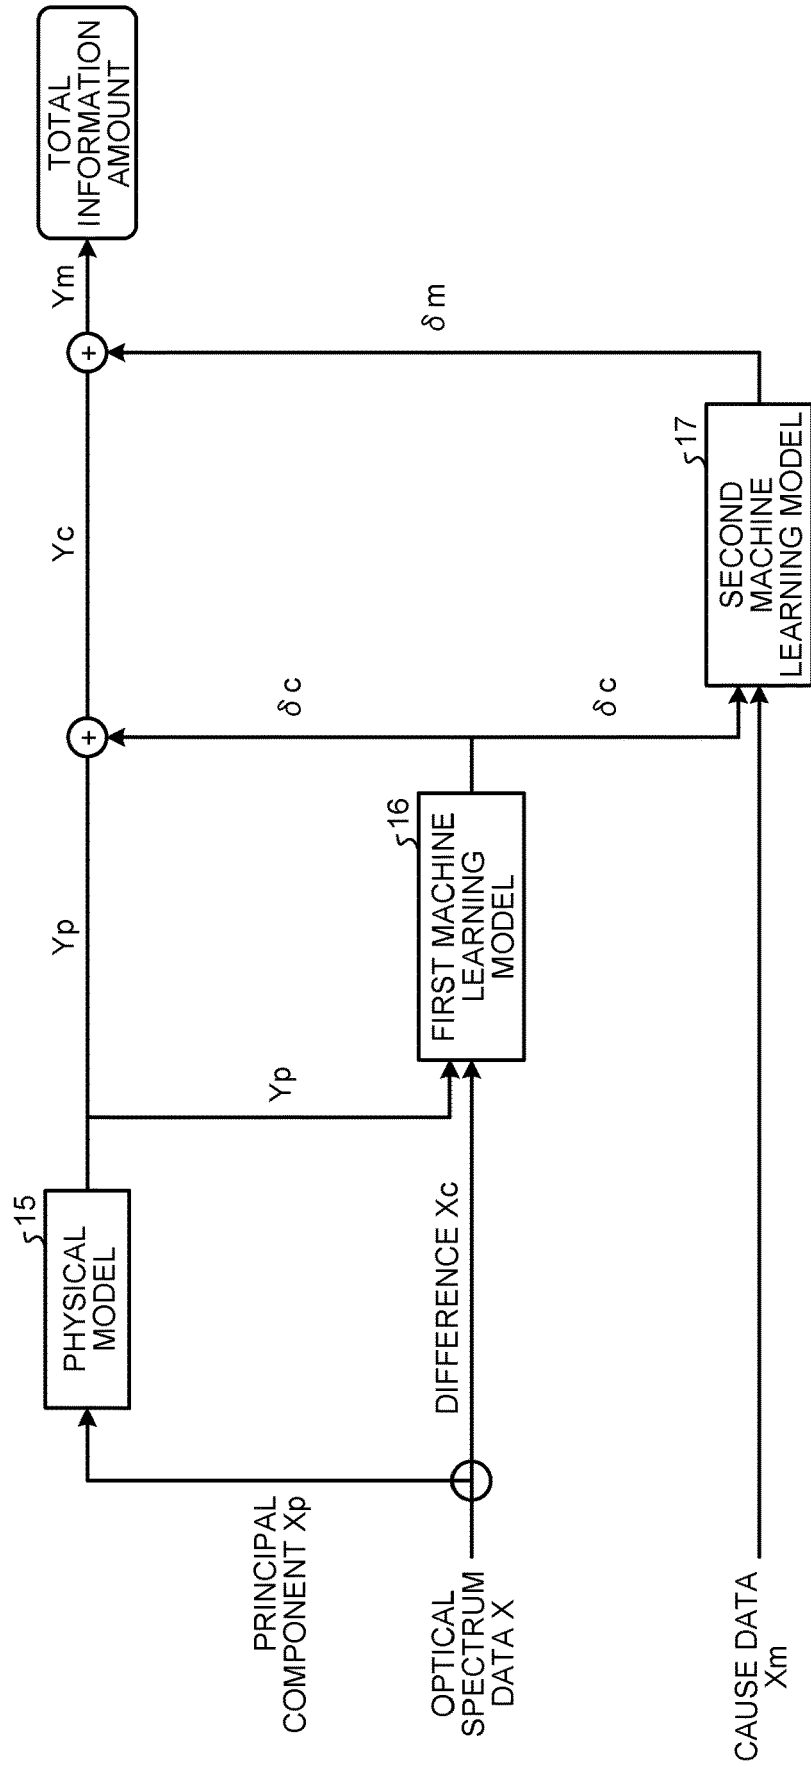 PRINCIPAL
COMPONENT Xp
OPTICAL
SPECTRUM
DATA X
CAUSE DATA
Xm
PHYSICAL
MODEL
15
DIFFERENCE Xc
Yp
Yp
FIRST MACHINE
LEARNING
MODEL
16
δc
δc
Yc
SECOND
MACHINE
LEARNING MODEL
17
δm
+
+
Ym
TOTAL
INFORMATION
AMOUNT